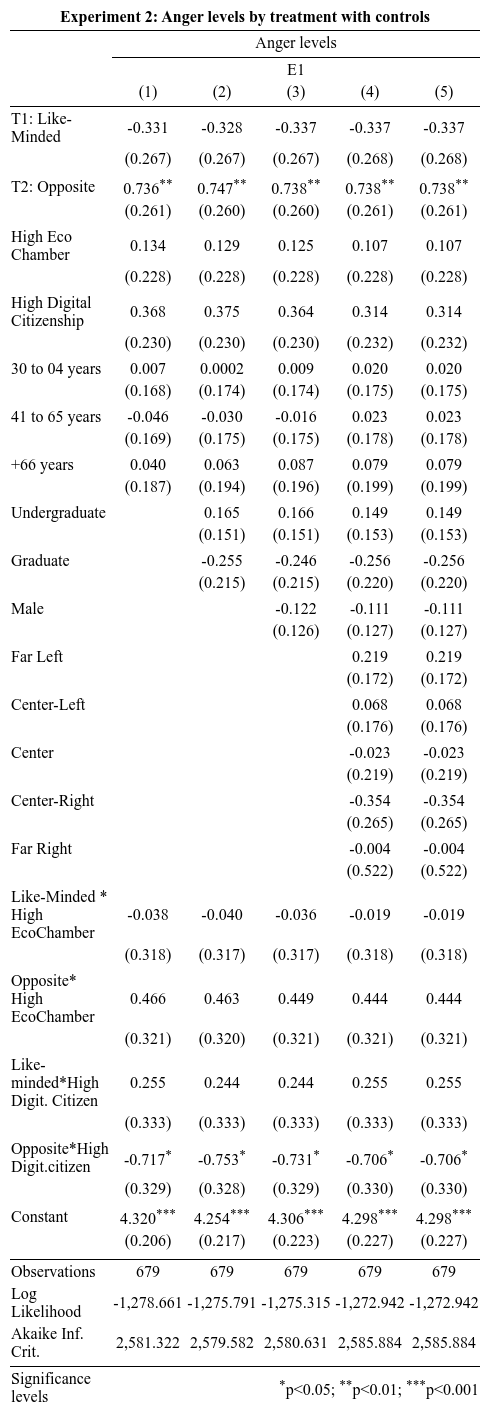 Experiment 2: Anger levels by treatment with controls
Anger levels
E1
(1) (2) (3) (4) (5)
T1: Like-
Minded -0.331 -0.328 -0.337 -0.337 -0.337
(0.267) (0.267) (0.267) (0.268) (0.268)
T2: Opposite 0.736** 0.747** 0.738** 0.738** 0.738**
(0.261) (0.260) (0.260) (0.261) (0.261)
High Eco
Chamber 0.134 0.129 0.125 0.107 0.107
(0.228) (0.228) (0.228) (0.228) (0.228)
High Digital
Citizenship 0.368 0.375 0.364 0.314 0.314
(0.230) (0.230) (0.230) (0.232) (0.232)
30 to 04 years 0.007 0.0002 0.009 0.020 0.020
(0.168) (0.174) (0.174) (0.175) (0.175)
41 to 65 years -0.046 -0.030 -0.016 0.023 0.023
(0.169) (0.175) (0.175) (0.178) (0.178)
+66 years 0.040 0.063 0.087 0.079 0.079
(0.187) (0.194) (0.196) (0.199) (0.199)
Undergraduate 0.165 0.166 0.149 0.149
(0.151) (0.151) (0.153) (0.153)
Graduate -0.255 -0.246 -0.256 -0.256
(0.215) (0.215) (0.220) (0.220)
Male -0.122 -0.111 -0.111
(0.126) (0.127) (0.127)
Far Left 0.219 0.219
(0.172) (0.172)
Center-Left 0.068 0.068
(0.176) (0.176)
Center -0.023 -0.023
(0.219) (0.219)
Center-Right -0.354 -0.354
(0.265) (0.265)
Far Right -0.004 -0.004
(0.522) (0.522)
Like-Minded *
High -0.038 -0.040 -0.036 -0.019 -0.019
EcoChamber
(0.318) (0.317) (0.317) (0.318) (0.318)
Opposite*
High 0.466 0.463 0.449 0.444 0.444
EcoChamber
(0.321) (0.320) (0.321) (0.321) (0.321)
Like-
minded*High 0.255 0.244 0.244 0.255 0.255
Digit. Citizen
(0.333) (0.333) (0.333) (0.333) (0.333)
Opposite*High
Digit.citizen -0.717* -0.753* -0.731* -0.706* -0.706*
(0.329) (0.328) (0.329) (0.330) (0.330)
Constant 4.320*** 4.254*** 4.306*** 4.298*** 4.298***
(0.206) (0.217) (0.223) (0.227) (0.227)
Observations 679 679 679 679 679
Log
Likelihood -1,278.661 -1,275.791 -1,275.315 -1,272.942 -1,272.942
Akaike Inf.
Crit. 2,581.322 2,579.582 2,580.631 2,585.884 2,585.884
Significance
levels *p<0.05; **p<0.01; ***p<0.001